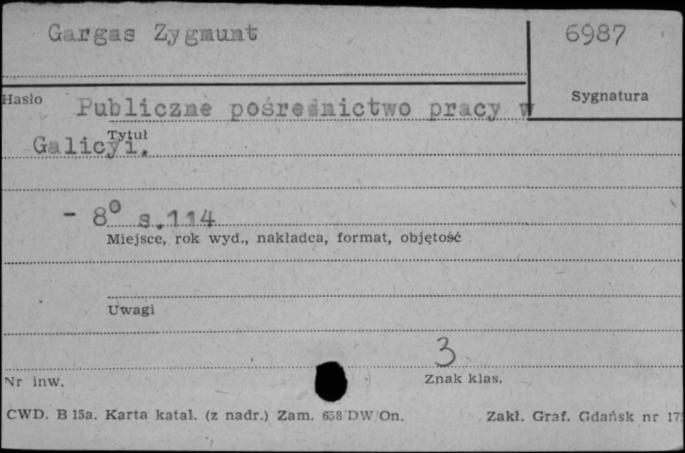 Gargas Zygmunt
6987
Hasło
Sygnatura
Publiczne pośrednictwo pracy w
Tytuł
Galicyi.
- 8° s.114
Miejsce, rok wyd., nakładca, format, objętość
Uwagi
3
Nr inw.
Znak klas.
CWD. B 15a. Karta katal. (z nadr.) Zam. 658 DW/On.
Zakł. Graf. Gdańsk nr